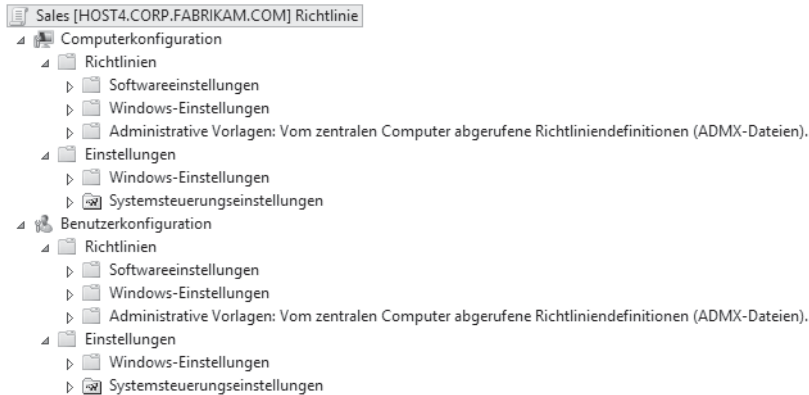 Sales [HOST4.CORP.FABRIKAM.COM] Richtlinie
Computerkonfiguration
Richtlinien
Softwareeinstellungen
Windows-Einstellungen
Administrative Vorlagen: Vom zentralen Computer abgerufene Richtliniendefinitionen (ADMX-Dateien).
Einstellungen
Windows-Einstellungen
Systemsteuerungseinstellungen
Benutzerkonfiguration
Richtlinien
Softwareeinstellungen
Windows-Einstellungen
Administrative Vorlagen: Vom zentralen Computer abgerufene Richtliniendefinitionen (ADMX-Dateien).
Einstellungen
Windows-Einstellungen
Systemsteuerungseinstellungen